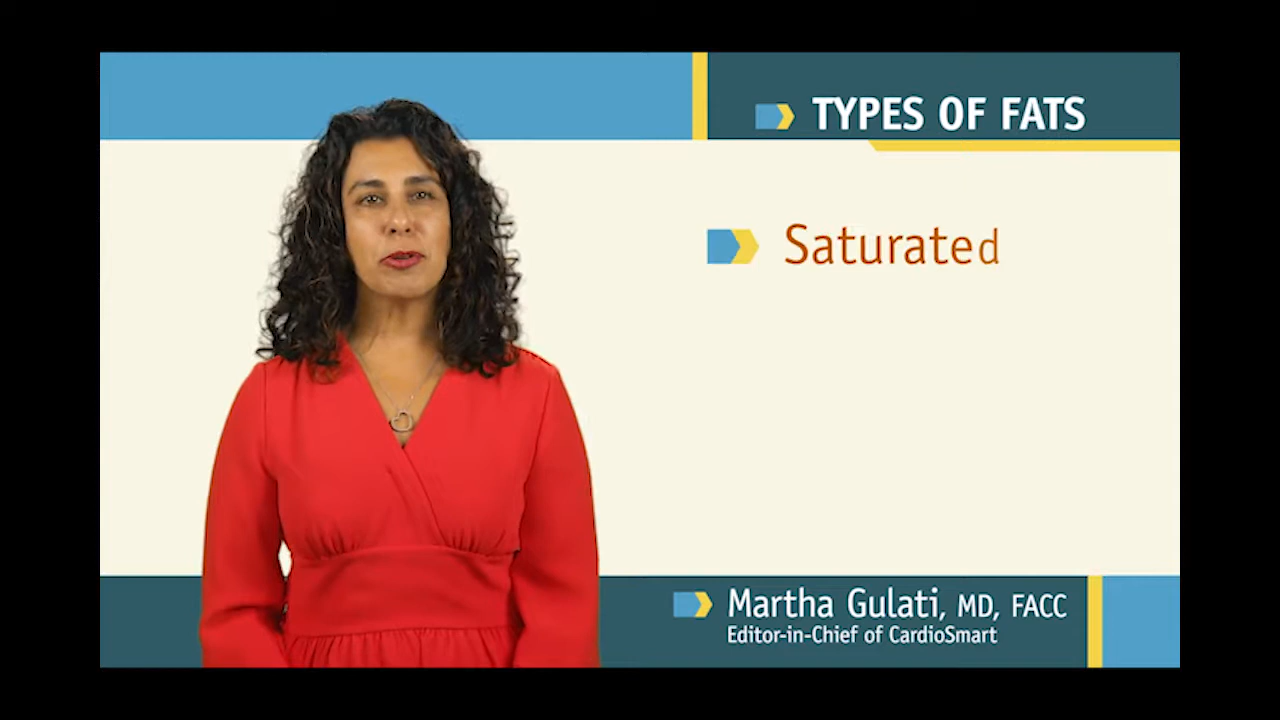 TYPES OF FATS
Saturated
Martha Gulati, MD, FACC
Editor-in-Chief of CardioSmart